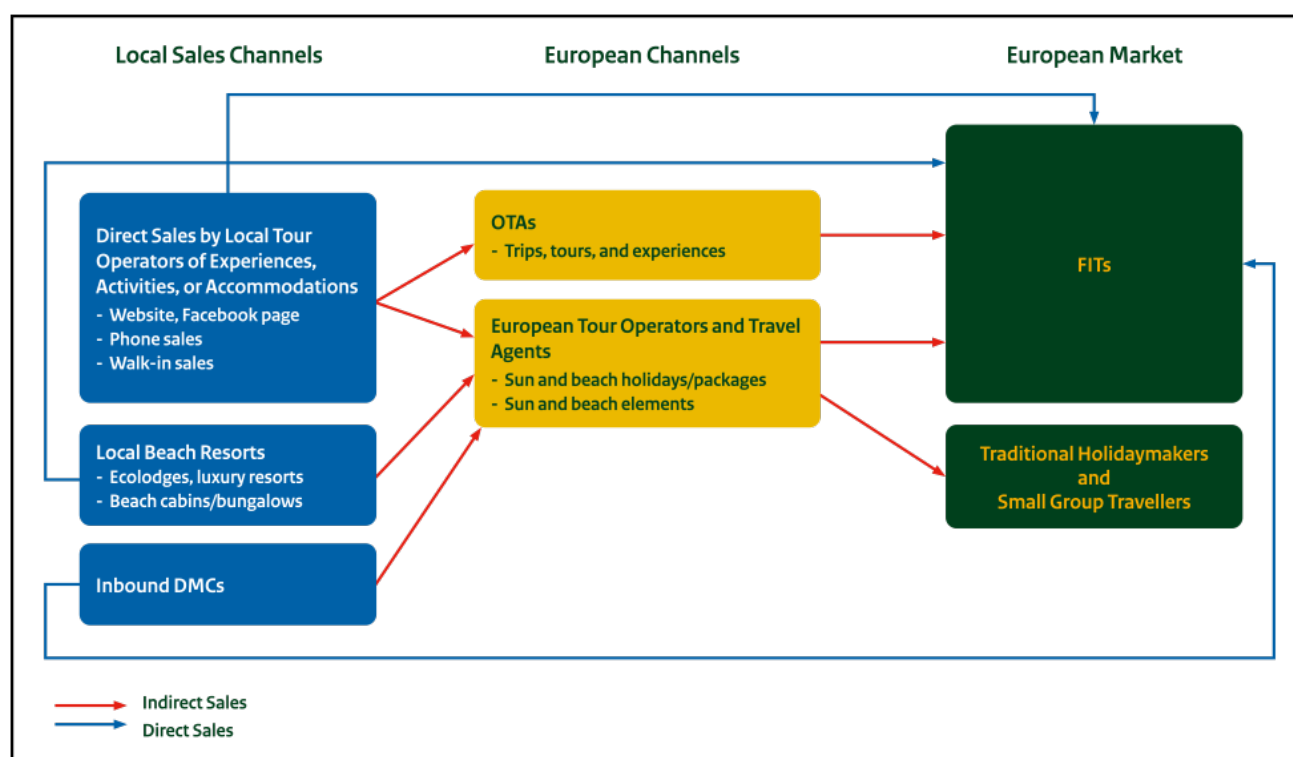 Local Sales Channels
European Channels
European Market
Direct Sales by Local Tour
Operators of Experiences,
Activities, or Accommodations
- Website, Facebook page
- Phone sales
- Walk-in sales
Local Beach Resorts
- Ecolodges, luxury resorts
- Beach cabins/bungalows
Inbound DMCs
OTAs
- Trips, tours, and experiences
European Tour Operators and Travel
Agents
- Sun and beach holidays/packages
- Sun and beach elements
FITs
Traditional Holidaymakers
and
Small Group Travellers
Indirect Sales
Direct Sales